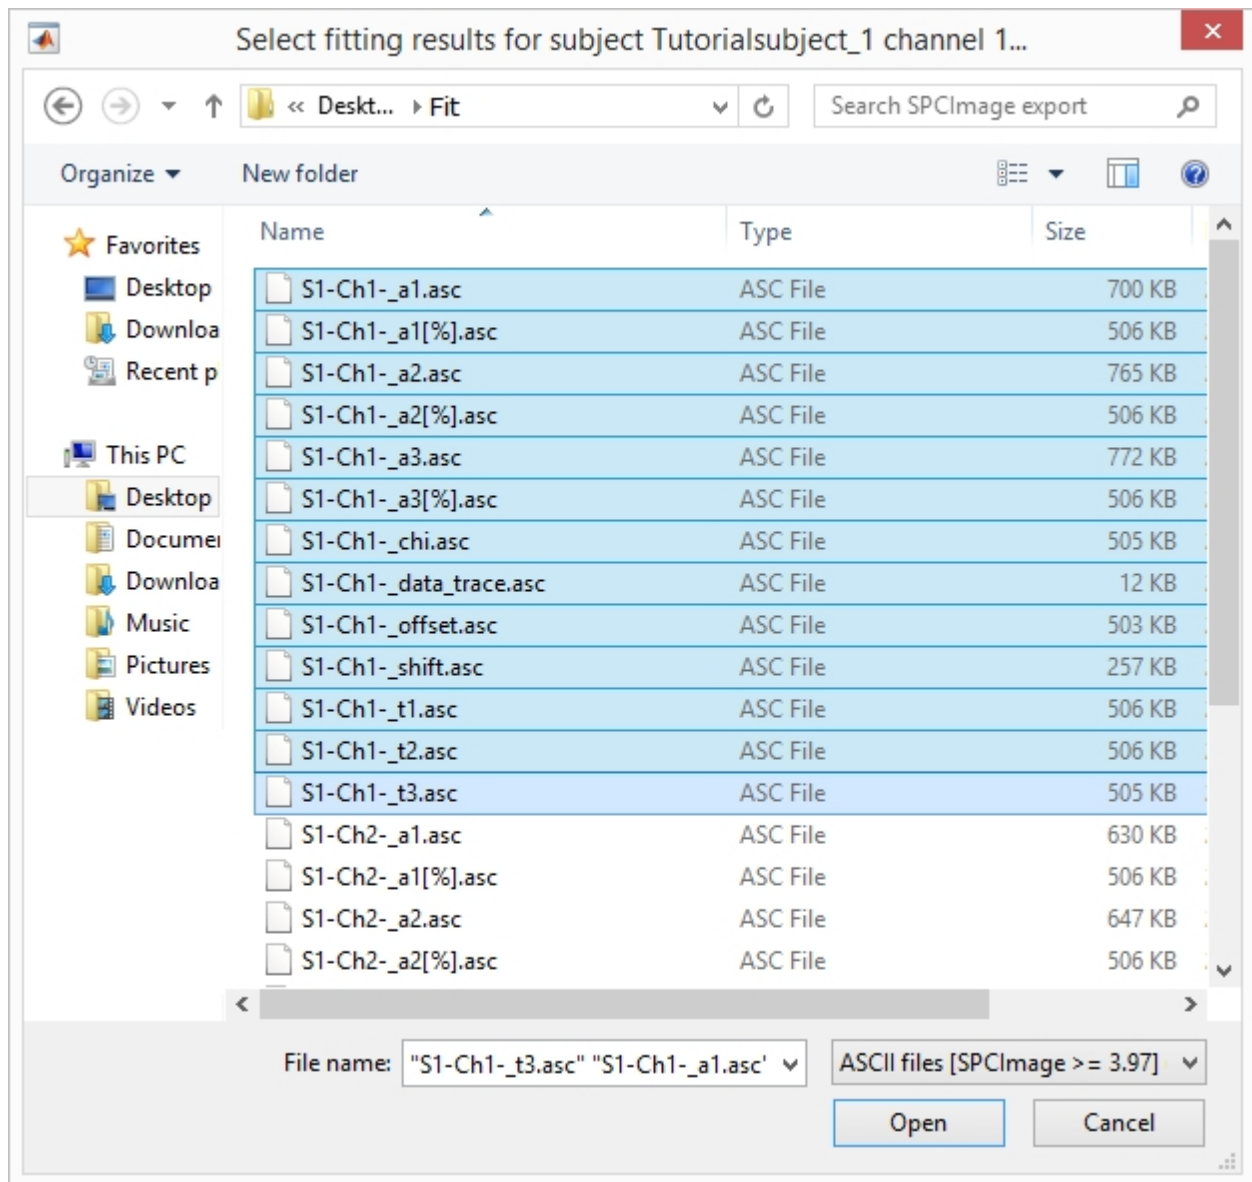 Select fitting results for subject Tutorialsubject_1 channel 1...
« Deskt... Fit
Search SPCImage export
Organize
New folder
Name Type Size
Favorites
Desktop
Downloa
Recent p
This PC
Desktop
Documer
Downloa
Music
Pictures
Videos
S1-Ch1-_a1.asc ASC File 700 KB
S1-Ch1-_a1[%].asc ASC File 506 KB
S1-Ch1-_a2.asc ASC File 765 KB
S1-Ch1-_a2[%].asc ASC File 506 KB
S1-Ch1-_a3.asc ASC File 772 KB
S1-Ch1-_a3[%].asc ASC File 506 KB
S1-Ch1-_chi.asc ASC File 505 KB
S1-Ch1-_data_trace.asc ASC File 12 KB
S1-Ch1-_offset.asc ASC File 503 KB
S1-Ch1-_shift.asc ASC File 257 KB
S1-Ch1-_t1.asc ASC File 506 KB
S1-Ch1-_t2.asc ASC File 506 KB
S1-Ch1-_t3.asc ASC File 505 KB
S1-Ch2-_a1.asc ASC File 630 KB
S1-Ch2-_a1[%].asc ASC File 506 KB
S1-Ch2-_a2.asc ASC File 647 KB
S1-Ch2-_a2[%].asc ASC File 506 KB
File name: "S1-Ch1-_t3.asc" "S1-Ch1-_a1.asc'
ASCII files [SPCImage >= 3.97]
Open
Cancel